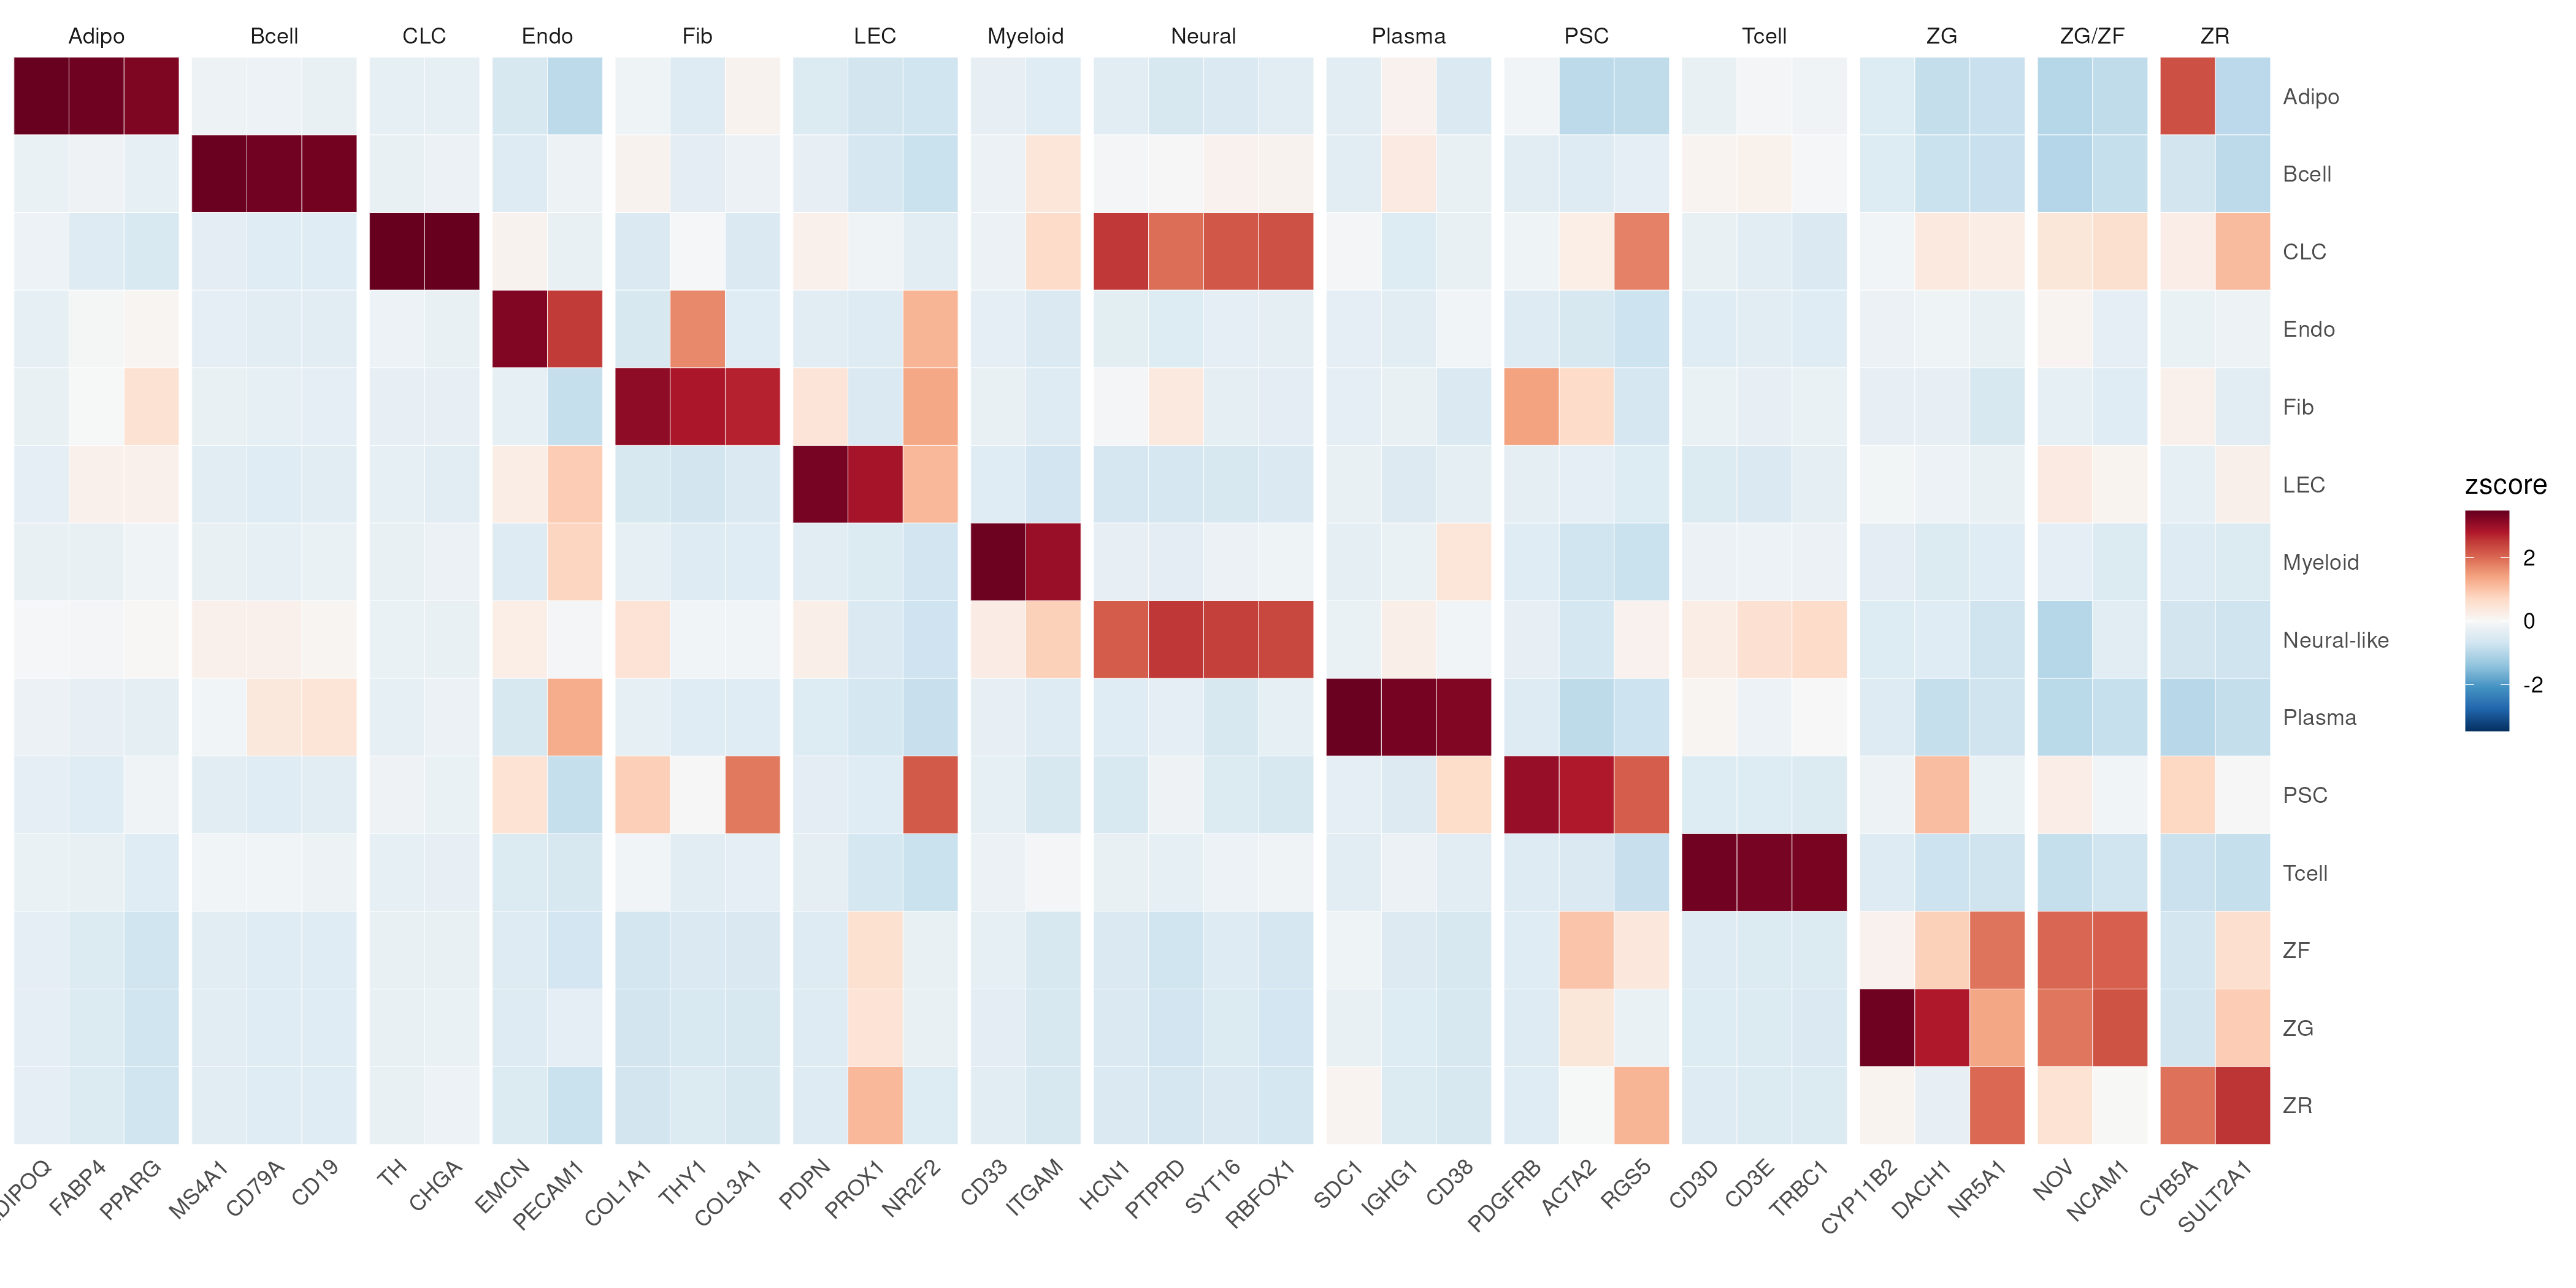 Adipo Bcell CLC Endo Fib LEC Myeloid Neural Plasma PSC Tcell ZG ZG/ZF ZR
Adipo
Bcell
CLC
Endo
Fib
LEC
Myeloid
Neural-like
Plasma
PSC
Tcell
ZF
ZG
ZR
zscore
2
0
-2
DIPOQ FABP4 PPARG MS4A1 CD79A CD19 TH CHGA EMCN PECAM1 COL1A1 THY1 COL3A1 PDPN PROX1 NR2F2 CD33 ITGAM HCN1 PTPRD SYT16 RBFOX1 SDC1 IGHG1 CD38 PDGFRB ACTA2 RGS5 CD3D CD3E TRBC1 CYP11B2 DACH1 NR5A1 NOV NCAM1 CYB5A SULT2A1